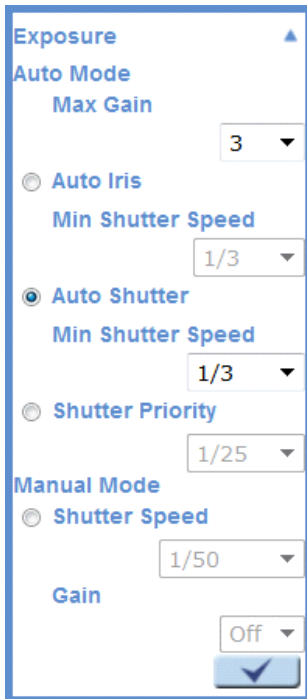 Exposure
Auto Mode
Max Gain
3
Auto Iris
Min Shutter Speed
1/3
Auto Shutter
Min Shutter Speed
1/3
Shutter Priority
1/25
Manual Mode
Shutter Speed
1/50
Gain
Off